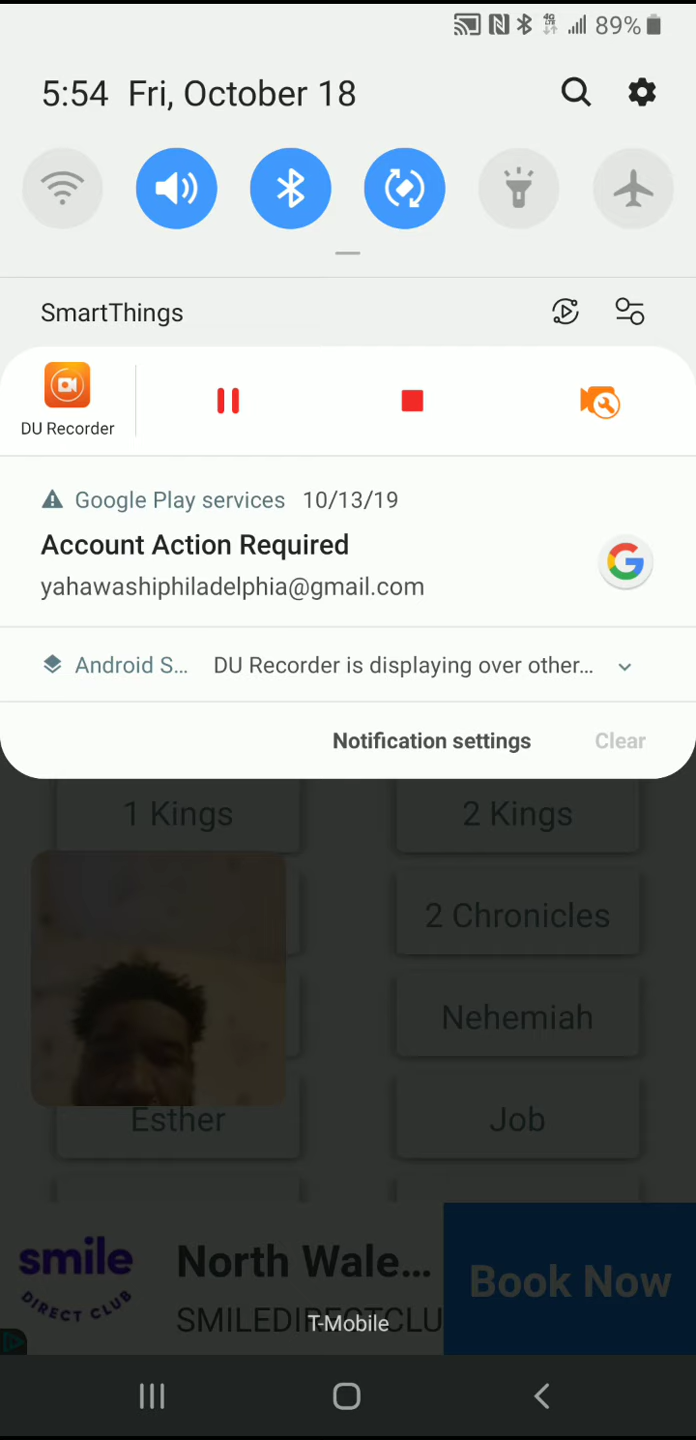 4G LTE 89%
5:54 Fri, October 18
SmartThings
DU Recorder
Google Play services 10/13/19
Account Action Required
yahawashiphiladelphia@gmail.com
Android S... DU Recorder is displaying over other...
Notification settings Clear
1 Kings 2 Kings
2 Chronicles
Nehemiah
Esther Job
smile
DIRECT CLUB
North Wale...
SMILEDIRECTCLU
Book Now
T-Mobile